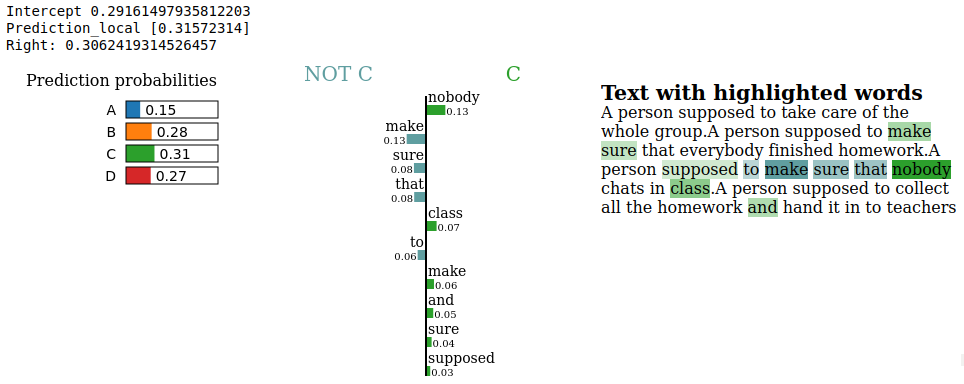 Intercept 0.29161497935812203
Prediction_local [0.31572314]
Right: 0.3062419314526457
Prediction probabilities
A 0.15
B 0.28
C 0.31
D 0.27
NOT C
C
nobody
0.13
make
0.13
sure
0.08
that
0.08
class
0.07
to
0.06
make
0.06
and
0.05
sure
0.04
supposed
0.03
Text with highlighted words
A person supposed to take care of the
whole group.A person supposed to make
sure that everybody finished homework.A
person supposed to make sure that nobody
chats in class.A person supposed to collect
all the homework and hand it in to teachers